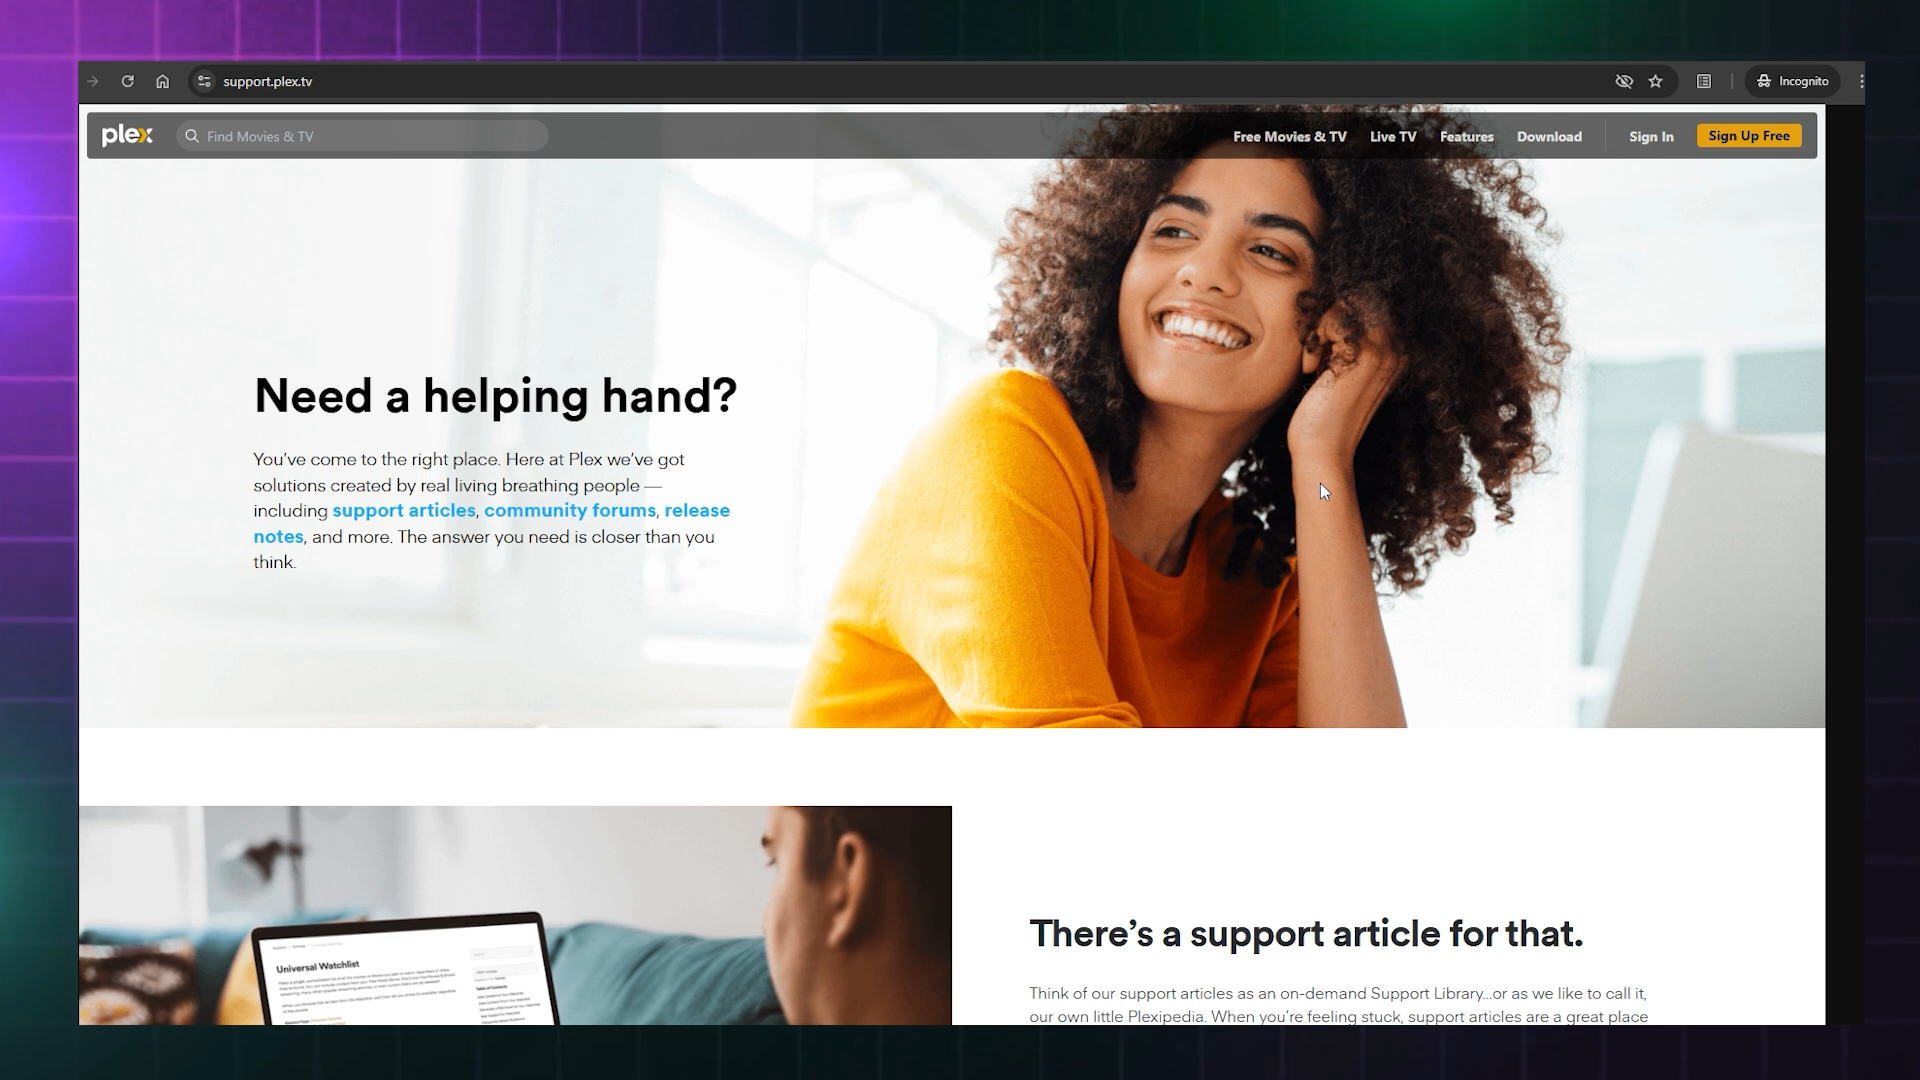 support.plex.tv
Incognito
plex
Find Movies & TV
Free Movies & TV
Live TV
Features
Download
Sign In
Sign Up Free
Need a helping hand?
You've come to the right place. Here at Plex we've got
solutions created by real living breathing people —
including support articles, community forums, release
notes, and more. The answer you need is closer than you
think.
Universal Watchlist
There's a support article for that.
Think of our support articles as an on-demand Support Library...or as we like to call it,
our own little Plexipedia. When you're feeling stuck, support articles are a great place